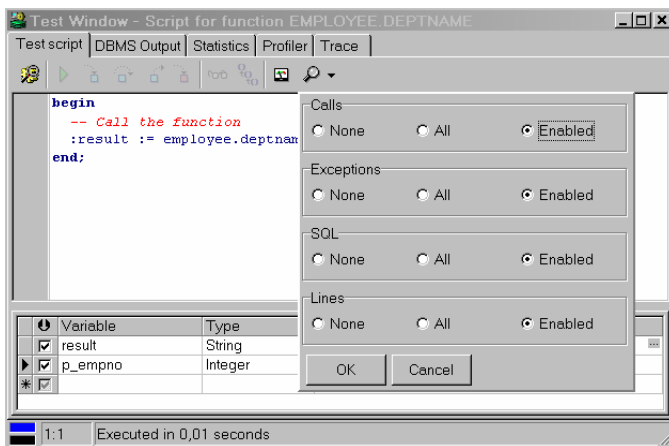 Test Window - Script for function EMPLOYEE.DEPTNAME
Test script DBMS Output Statistics Profiler Trace
begin
-- Call the function
:result := employee.deptnam
end;
Calls
None All Enabled
Exceptions
None All Enabled
SQL
None All Enabled
Lines
None All Enabled
OK Cancel
Variable Type
result String
p_empno Integer
1:1 Executed in 0,01 seconds